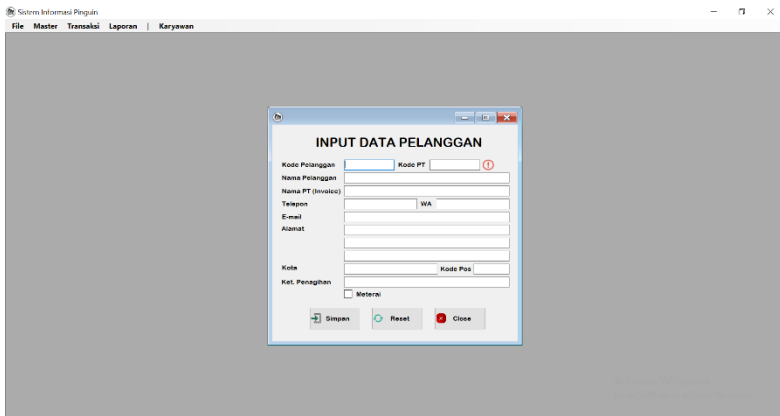 Sistem Informasi Pinguin
File Master Transaksi Laporan | Karyawan
INPUT DATA PELANGGAN
Kode Pelanggan Kode PT
Nama Pelanggan
Nama PT (Invoice)
Telepon WA
E-mail
Alamat
Kota Kode Pos
Ket. Penagihan
Meterai
Simpan Reset Close